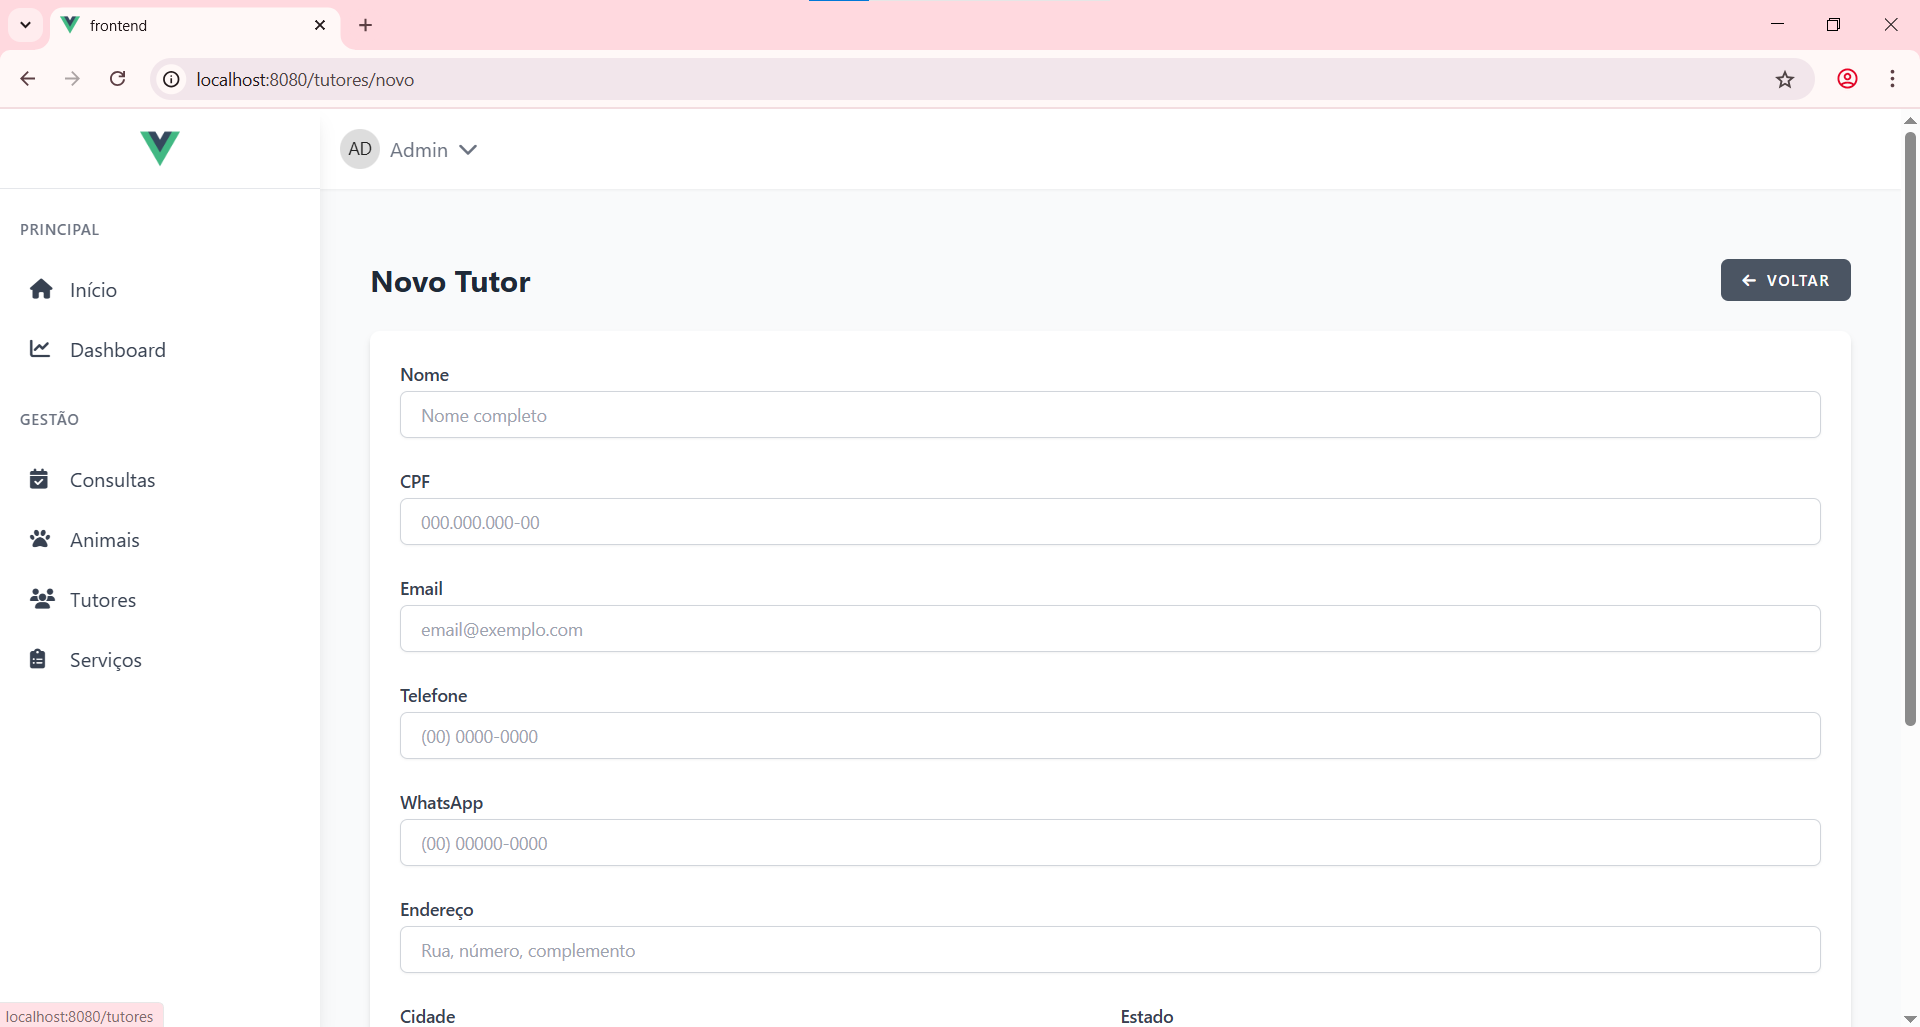 frontend
localhost:8080/tutores/novo
AD Admin
PRINCIPAL
Início
Dashboard
GESTÃO
Consultas
Animais
Tutores
Serviços
Novo Tutor
VOLTAR
Nome
Nome completo
CPF
000.000.000-00
Email
email@exemplo.com
Telefone
(00) 0000-0000
WhatsApp
(00) 00000-0000
Endereço
Rua, número, complemento
Cidade Estado
localhost:8080/tutores